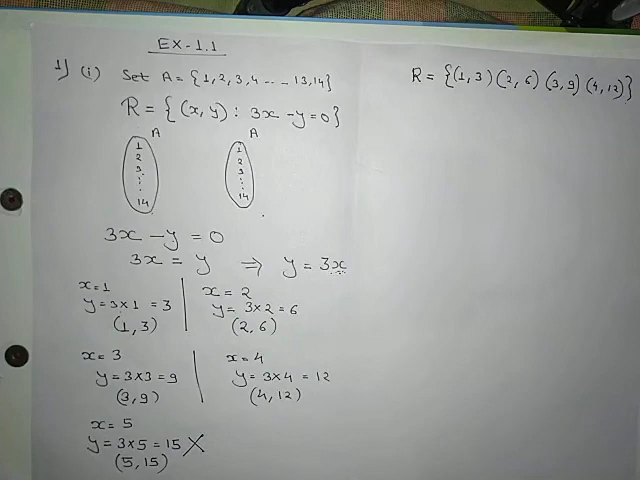 EX-1.1
1) (i) Set A = {1,2,3,4 --- 13,14}
R = { (x, y) : 3x - y = 0 }
A A
1 1
2 2
3 3
⋮ ⋮
14 14
3x - y = 0
3x = y ⇒ y = 3x
x = 1
y = 3×1 = 3
(1, 3)
x = 2
y = 3×2 = 6
(2, 6)
x = 3
y = 3×3 = 9
(3, 9)
x = 4
y = 3×4 = 12
(4, 12)
x = 5
y = 3×5 = 15 ×
(5, 15)
R = {(1, 3) (2, 6) (3, 9) (4, 12)}